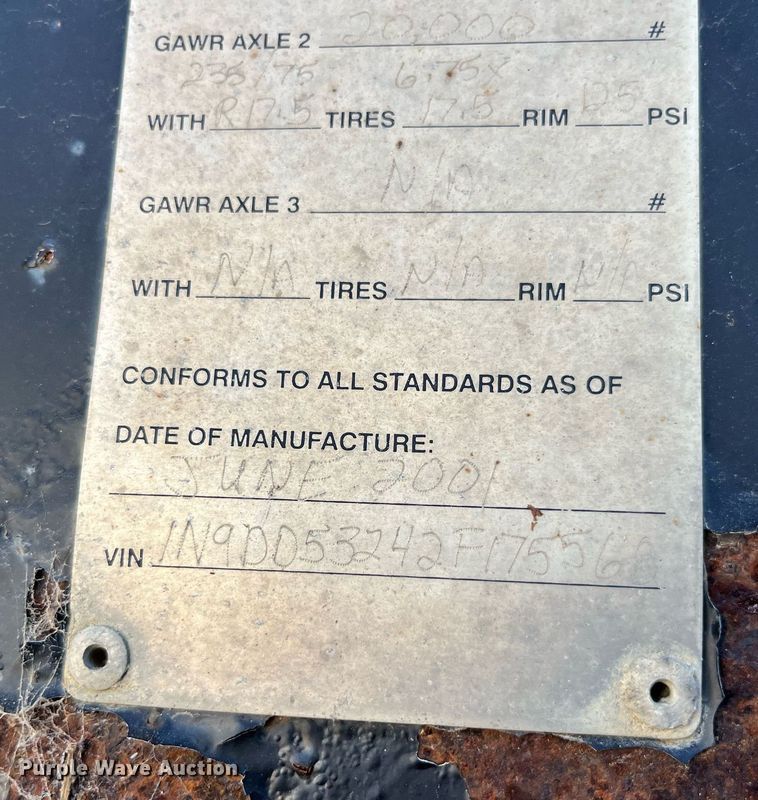 GAWR AXLE 2 20,000 #
235/75 6.75X
WITH R17.5 TIRES 17.5 RIM 125 PSI
N/A
GAWR AXLE 3 #
WITH N/A TIRES N/A RIM N/A PSI
CONFORMS TO ALL STANDARDS AS OF
DATE OF MANUFACTURE:
JUNE 2001
VIN
Purple Wave Auction